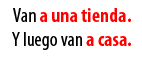 Van a una tienda.
Y luego van a casa.